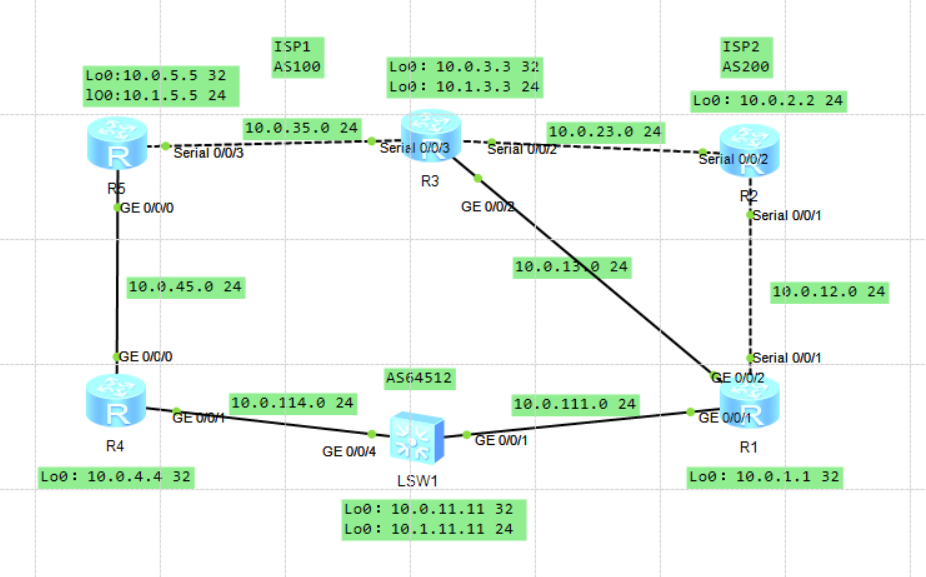 ISP1
AS100
ISP2
AS200
Lo0:10.0.5.5 32
lO0:10.1.5.5 24
Lo0: 10.0.3.3 32
Lo0: 10.1.3.3 24
Lo0: 10.0.2.2 24
10.0.35.0 24
10.0.23.0 24
R
Serial 0/0/3
Serial 0/0/3
R
Serial 0/0/2
Serial 0/0/2
R
R5
R3
R2
GE 0/0/0
GE 0/0/2
Serial 0/0/1
10.0.45.0 24
10.0.13.0 24
10.0.12.0 24
GE 0/0/0
Serial 0/0/1
AS64512
GE 0/0/2
R
10.0.114.0 24
10.0.111.0 24
R
GE 0/0/1
GE 0/0/1
R4
GE 0/0/4
GE 0/0/1
R1
LSW1
Lo0: 10.0.4.4 32
Lo0: 10.0.1.1 32
Lo0: 10.0.11.11 32
Lo0: 10.1.11.11 24